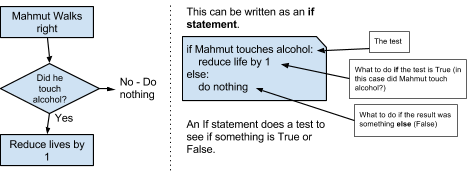 Mahmut Walks
right
Did he
touch
alcohol?
No - Do
nothing
Yes
Reduce lives by
1
This can be written as an if
statement.
if Mahmut touches alcohol:
reduce life by 1
else:
do nothing
The test
What to do if the test is True (in
this case did Mahmut touch
alcohol?)
What to do if the result was
something else (False)
An If statement does a test to
see if something is True or
False.